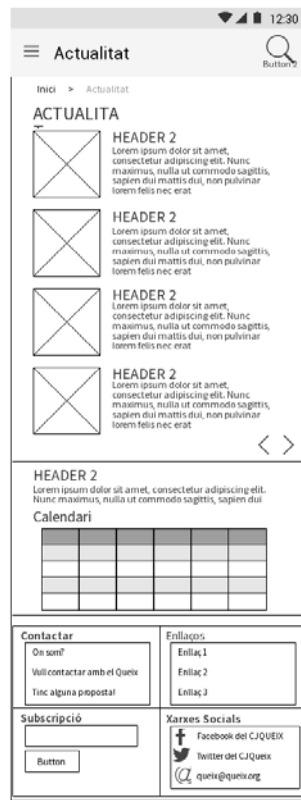 12:30
Actualitat
Button 2
Inici > Actualitat
ACTUALITA
T
HEADER 2
Lorem ipsum dolor sit amet,
consectetur adipiscing elit. Nunc
maximus, nulla ut commodo sagittis,
sapien dui mattis dui, non pulvinar
lorem felis nec erat
HEADER 2
Lorem ipsum dolor sit amet,
consectetur adipiscing elit. Nunc
maximus, nulla ut commodo sagittis,
sapien dui mattis dui, non pulvinar
lorem felis nec erat
HEADER 2
Lorem ipsum dolor sit amet,
consectetur adipiscing elit. Nunc
maximus, nulla ut commodo sagittis,
sapien dui mattis dui, non pulvinar
lorem felis nec erat
HEADER 2
Lorem ipsum dolor sit amet,
consectetur adipiscing elit. Nunc
maximus, nulla ut commodo sagittis,
sapien dui mattis dui, non pulvinar
lorem felis nec erat
HEADER 2
Lorem ipsum dolor sit amet, consectetur adipiscing elit.
Nunc maximus, nulla ut commodo sagittis, sapien dui
Calendari
Contactar
On som?
Vull contactar amb el Queix
Tinc alguna proposta!
Enllaços
Enllaç 1
Enllaç 2
Enllaç 3
Subscripció
Button
Xarxes Socials
Facebook del CJQueix
Twitter del CJQueix
queix@queix.org